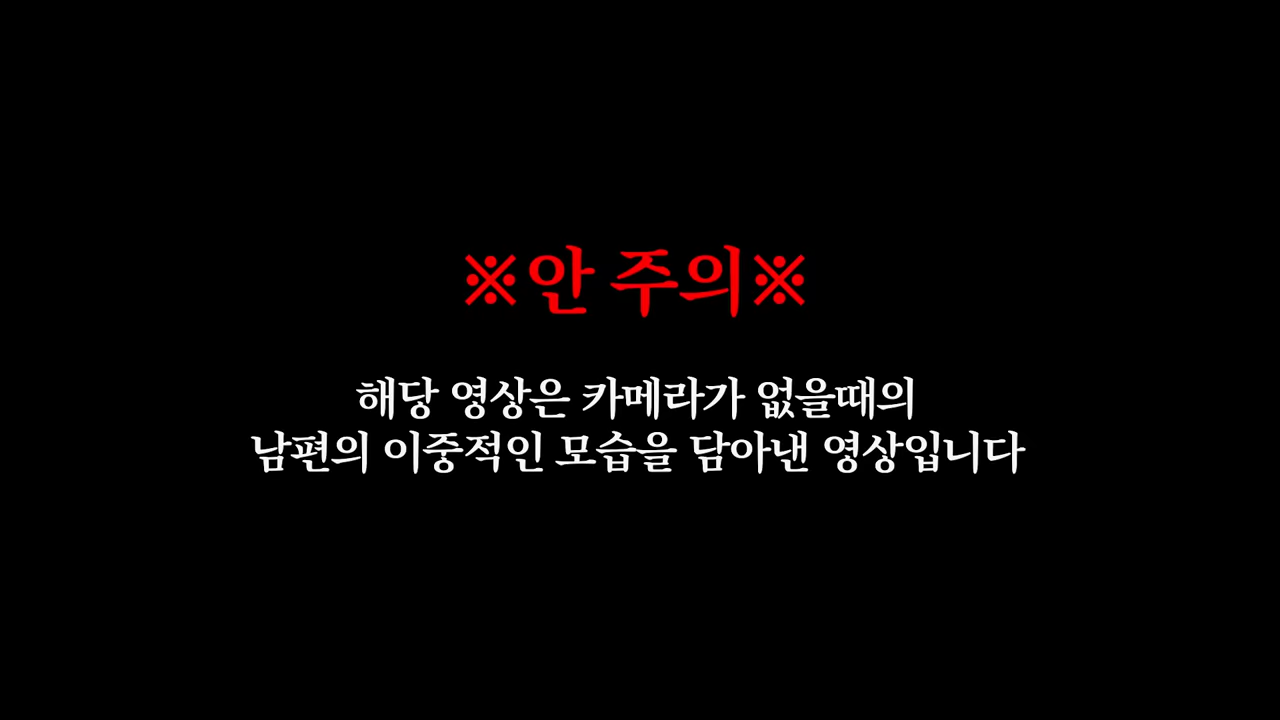 ※안 주의※
해당 영상은 카메라가 없을때의
남편의 이중적인 모습을 담아낸 영상입니다